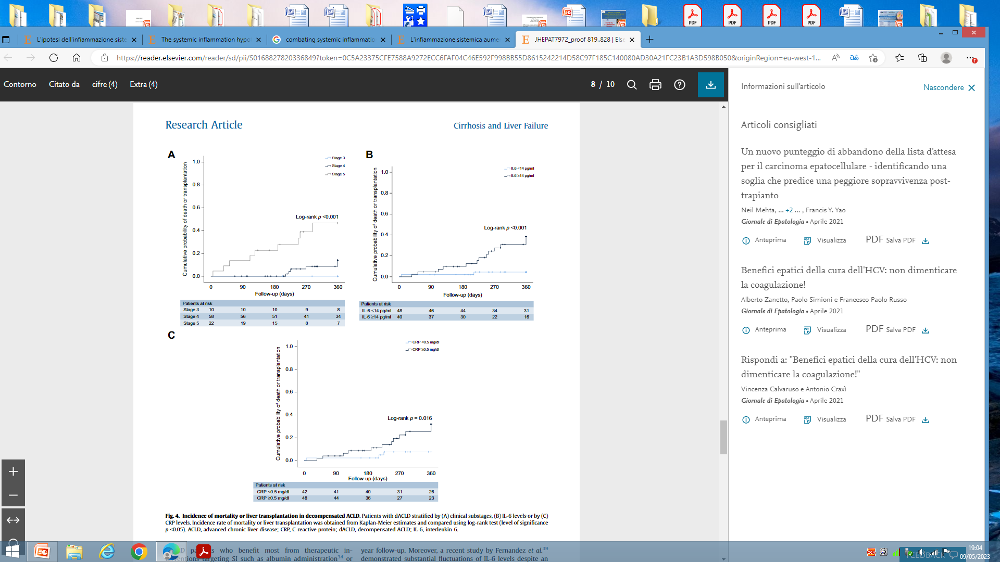 L'ipotesi dell'infiammazione siste
The systemic inflammation hypo
combating systemic inflammatio
L'infiammazione sistemica aume
JHEPAT7972_proof 819..828 | Else
https://reader.elsevier.com/reader/sd/pii/S0168827820336849?token=0C5A23375CFE7588A9272ECC6FAF04C46E592F998BB55D8615242214D58C97F185C140080AD30A21FC23B1A3D598B050&originRegion=eu-west-1...
Contorno Citato da cifre (4) Extra (4)
8 / 10
Research Article
Cirrhosis and Liver Failure
A
Cumulative probability of death or transplantation
1.0
0.8
0.6
0.4
0.2
0.0
Stage 3
Stage 4
Stage 5
Log-rank p <0.001
0 90 180 270 360
Follow-up (days)
Patients at risk
Stage 3 10 10 10 9 8
Stage 4 58 56 51 41 34
Stage 5 22 19 15 8 7
B
Cumulative probability of death or transplantation
1.0
0.8
0.6
0.4
0.2
0.0
IL6 <14 pg/ml
IL6 ≥14 pg/ml
Log-rank p <0.001
0 90 180 270 360
Follow-up (days)
Patients at risk
IL-6 <14 pg/ml 48 46 44 34 31
IL-6 ≥14 pg/ml 40 37 30 22 16
C
Cumulative probability of death or transplantation
1.0
0.8
0.6
0.4
0.2
0.0
CRP <0.5 mg/dl
CRP ≥0.5 mg/dl
Log-rank p = 0.016
0 90 180 270 360
Follow-up (days)
Patients at risk
CRP <0.5 mg/dl 42 41 40 31 26
CRP ≥0.5 mg/dl 48 44 36 27 23
Fig. 4. Incidence of mortality or liver transplantation in decompensated ACLD. Patients with dACLD stratified by (A) clinical substages, (B) IL-6 levels or by (C)
CRP levels. Incidence rate of mortality or liver transplantation was obtained from Kaplan-Meier estimates and compared using log-rank test (level of significance
p <0.05). ACLD, advanced chronic liver disease; CRP, C-reactive protein; dACLD, decompensated ACLD; IL-6, interleukin-6.
who benefit most from therapeutic in-
targeting SI such as albumin administration34 or
year follow-up. Moreover, a recent study by Fernandez et al.39
demonstrated substantial fluctuations of IL-6 levels despite an
Informazioni sull'articolo
Nascondere
Articoli consigliati
Un nuovo punteggio di abbandono della lista d'attesa
per il carcinoma epatocellulare - identificando una
soglia che predice una peggiore sopravvivenza post-
trapianto
Neil Mehta, ... +2 ... , Francis Y. Yao
Giornale di Epatologia • Aprile 2021
Anteprima Visualizza PDF Salva PDF
Benefici epatici della cura dell'HCV: non dimenticare
la coagulazione!
Alberto Zanetto, Paolo Simioni e Francesco Paolo Russo
Giornale di Epatologia • Aprile 2021
Anteprima Visualizza PDF Salva PDF
Rispondi a: "Benefici epatici della cura dell'HCV: non
dimenticare la coagulazione!"
Vincenza Calvaruso e Antonio Craxì
Giornale di Epatologia • Aprile 2021
Anteprima Visualizza PDF Salva PDF
FEEDBACK
19:04
09/05/2023